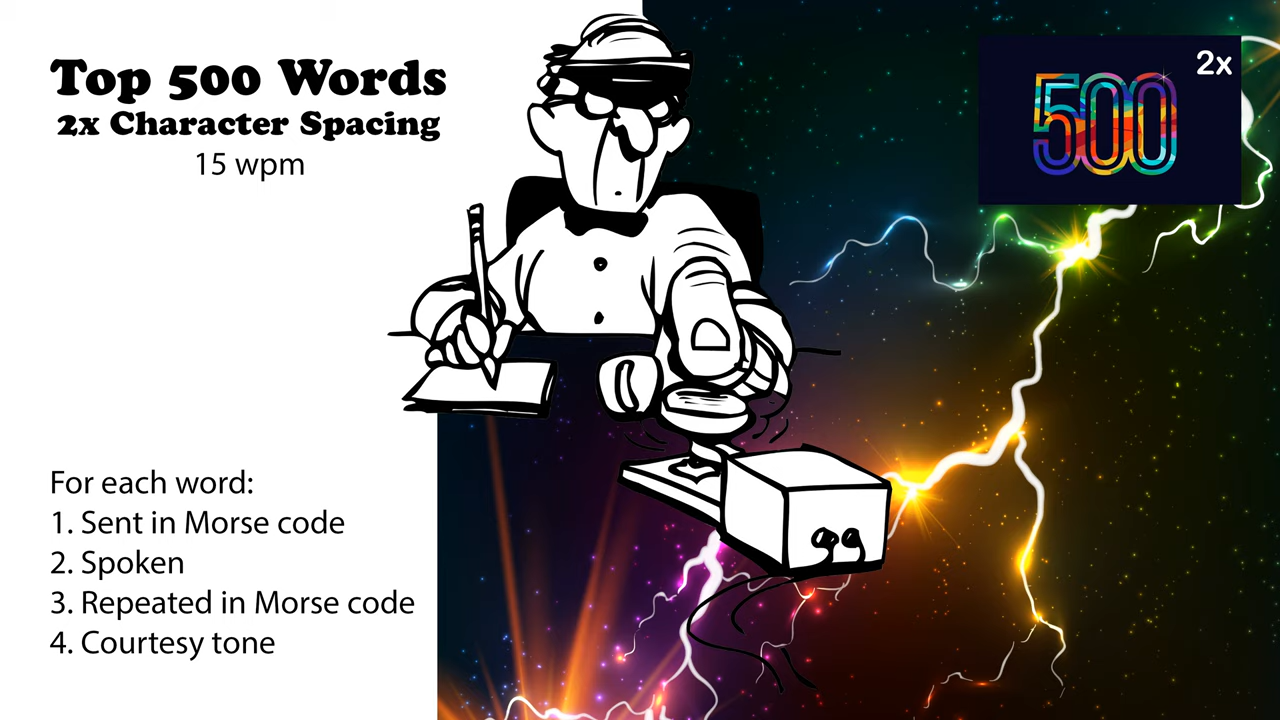 Top 500 Words
2x Character Spacing
15 wpm
2x
500
For each word:
1. Sent in Morse code
2. Spoken
3. Repeated in Morse code
4. Courtesy tone